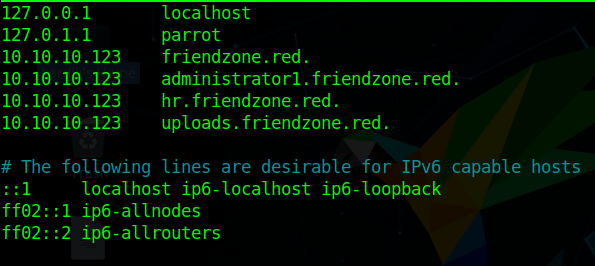 127.0.0.1 localhost
127.0.1.1 parrot
10.10.10.123 friendzone.red.
10.10.10.123 administrator1.friendzone.red.
10.10.10.123 hr.friendzone.red.
10.10.10.123 uploads.friendzone.red.
# The following lines are desirable for IPv6 capable hosts
::1 localhost ip6-localhost ip6-loopback
ff02::1 ip6-allnodes
ff02::2 ip6-allrouters